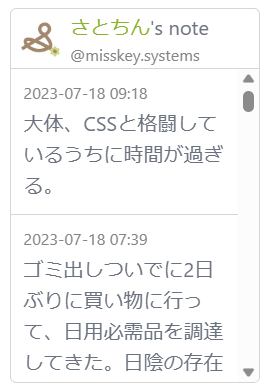 さとちん's note
@misskey.systems
2023-07-18 09:18
大体、CSSと格闘して
いるうちに時間が過ぎ
る。
2023-07-18 07:39
ゴミ出しついでに2日
ぶりに買い物に行っ
て、日用必需品を調達
してきた。日陰の存在